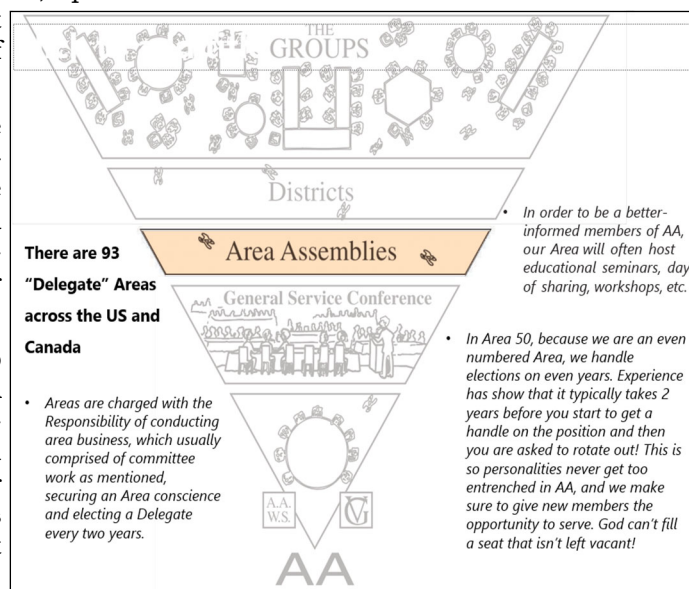 THE
GROUPS
Districts
• In order to be a better-
informed members of AA,
our Area will often host
educational seminars, day
of sharing, workshops, etc.
Area Assemblies
There are 93
“Delegate” Areas
across the US and
Canada
General Service Conference
• In Area 50, because we are an even
numbered Area, we handle
elections on even years. Experience
has show that it typically takes 2
years before you start to get a
handle on the position and then
you are asked to rotate out! This is
so personalities never get too
entrenched in AA, and we make
sure to give new members the
opportunity to serve. God can’t fill
a seat that isn’t left vacant!
• Areas are charged with the
Responsibility of conducting
area business, which usually
comprised of committee
work as mentioned,
securing an Area conscience
and electing a Delegate
every two years.
A.A.
W.S.
GV
AA